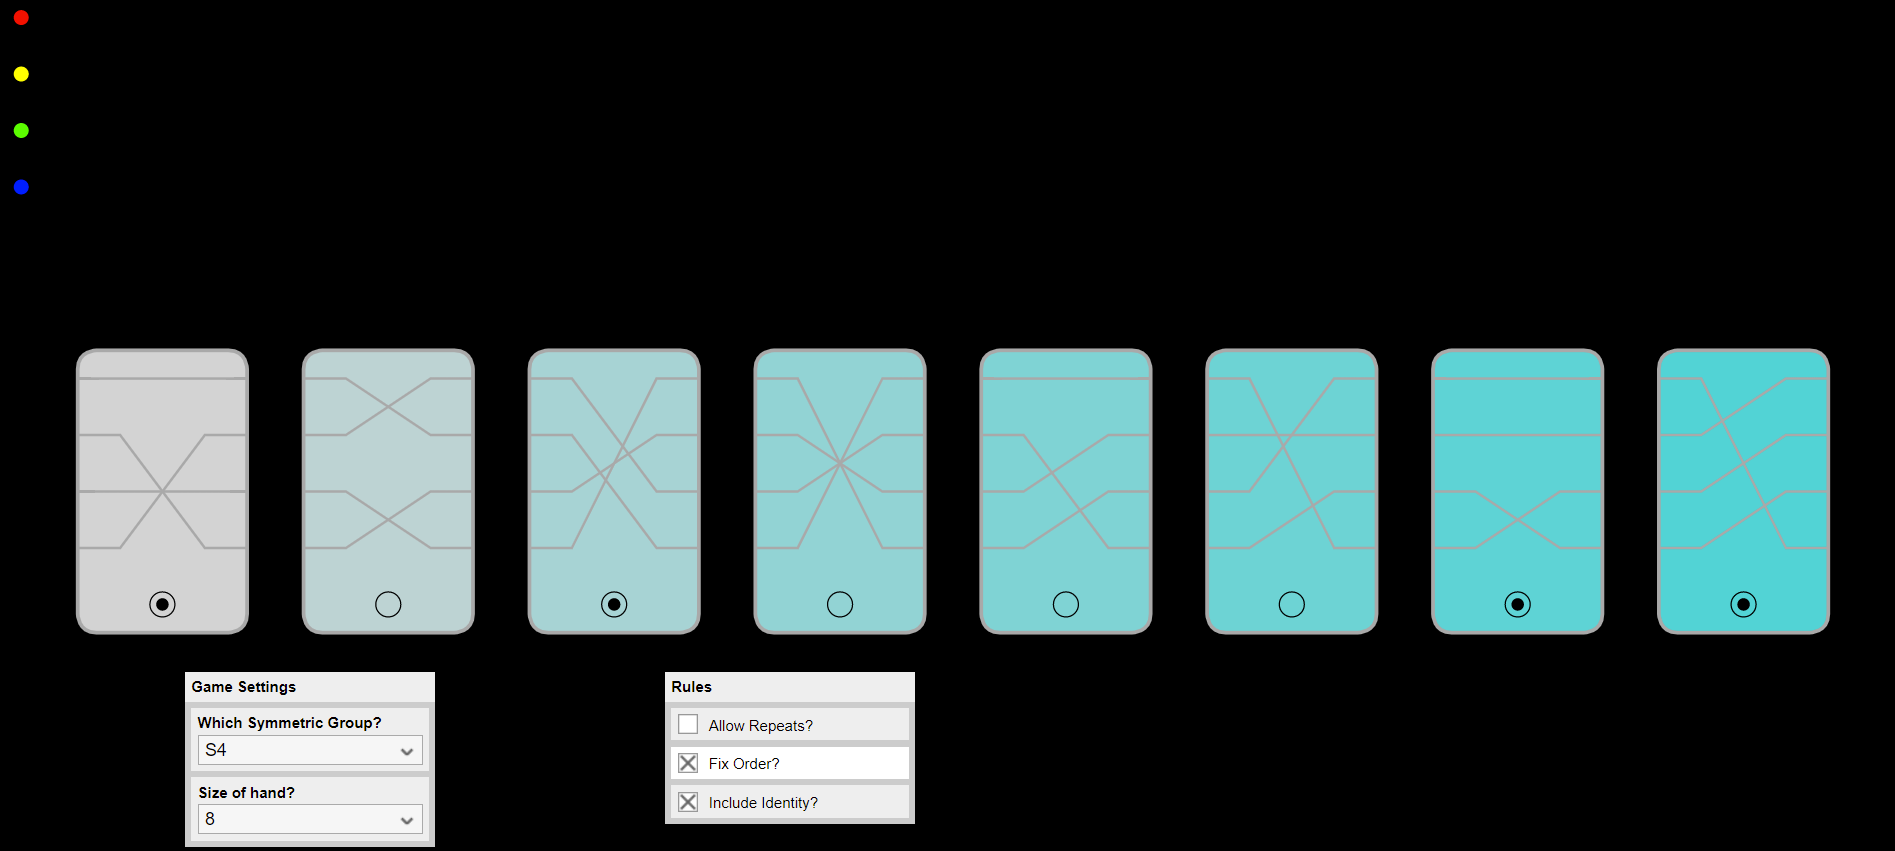 Game Settings
Which Symmetric Group?
S4
Size of hand?
8
Rules
Allow Repeats?
Fix Order?
Include Identity?